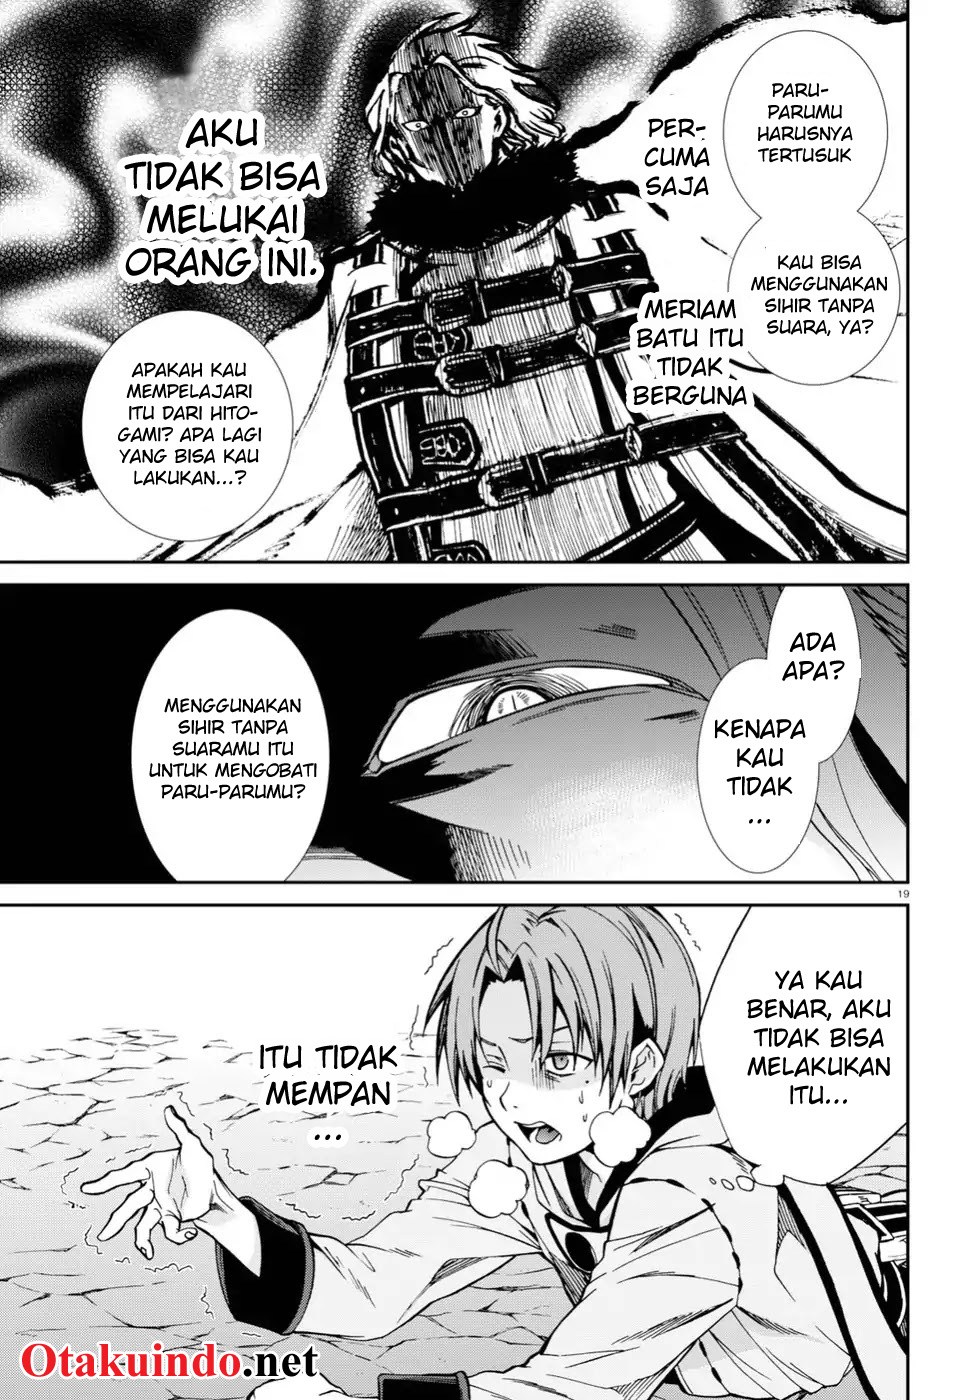 PARU-
PARUMU
HARUSNYA
TERTUSUK
KAU BISA
MENGGUNAKAN
SIHIR TANPA
SUARA, YA?
PER-
CUMA
SAJA
MERIAM
BATU ITU
TIDAK
BERGUNA
AKU
TIDAK BISA
MELUKAI
ORANG INI.
APAKAH KAU
MEMPELAJARI
ITU DARI HITO-
GAMI? APA LAGI
YANG BISA KAU
LAKUKAN...?
ADA
APA?
KENAPA
KAU
TIDAK
...
MENGGUNAKAN
SIHIR TANPA
SUARAMU ITU
UNTUK MENGOBATI
PARU-PARUMU?
19
YA KAU
BENAR, AKU
TIDAK BISA
MELAKUKAN
ITU...
ITU TIDAK
MEMPAN
...
Otakuindo.net